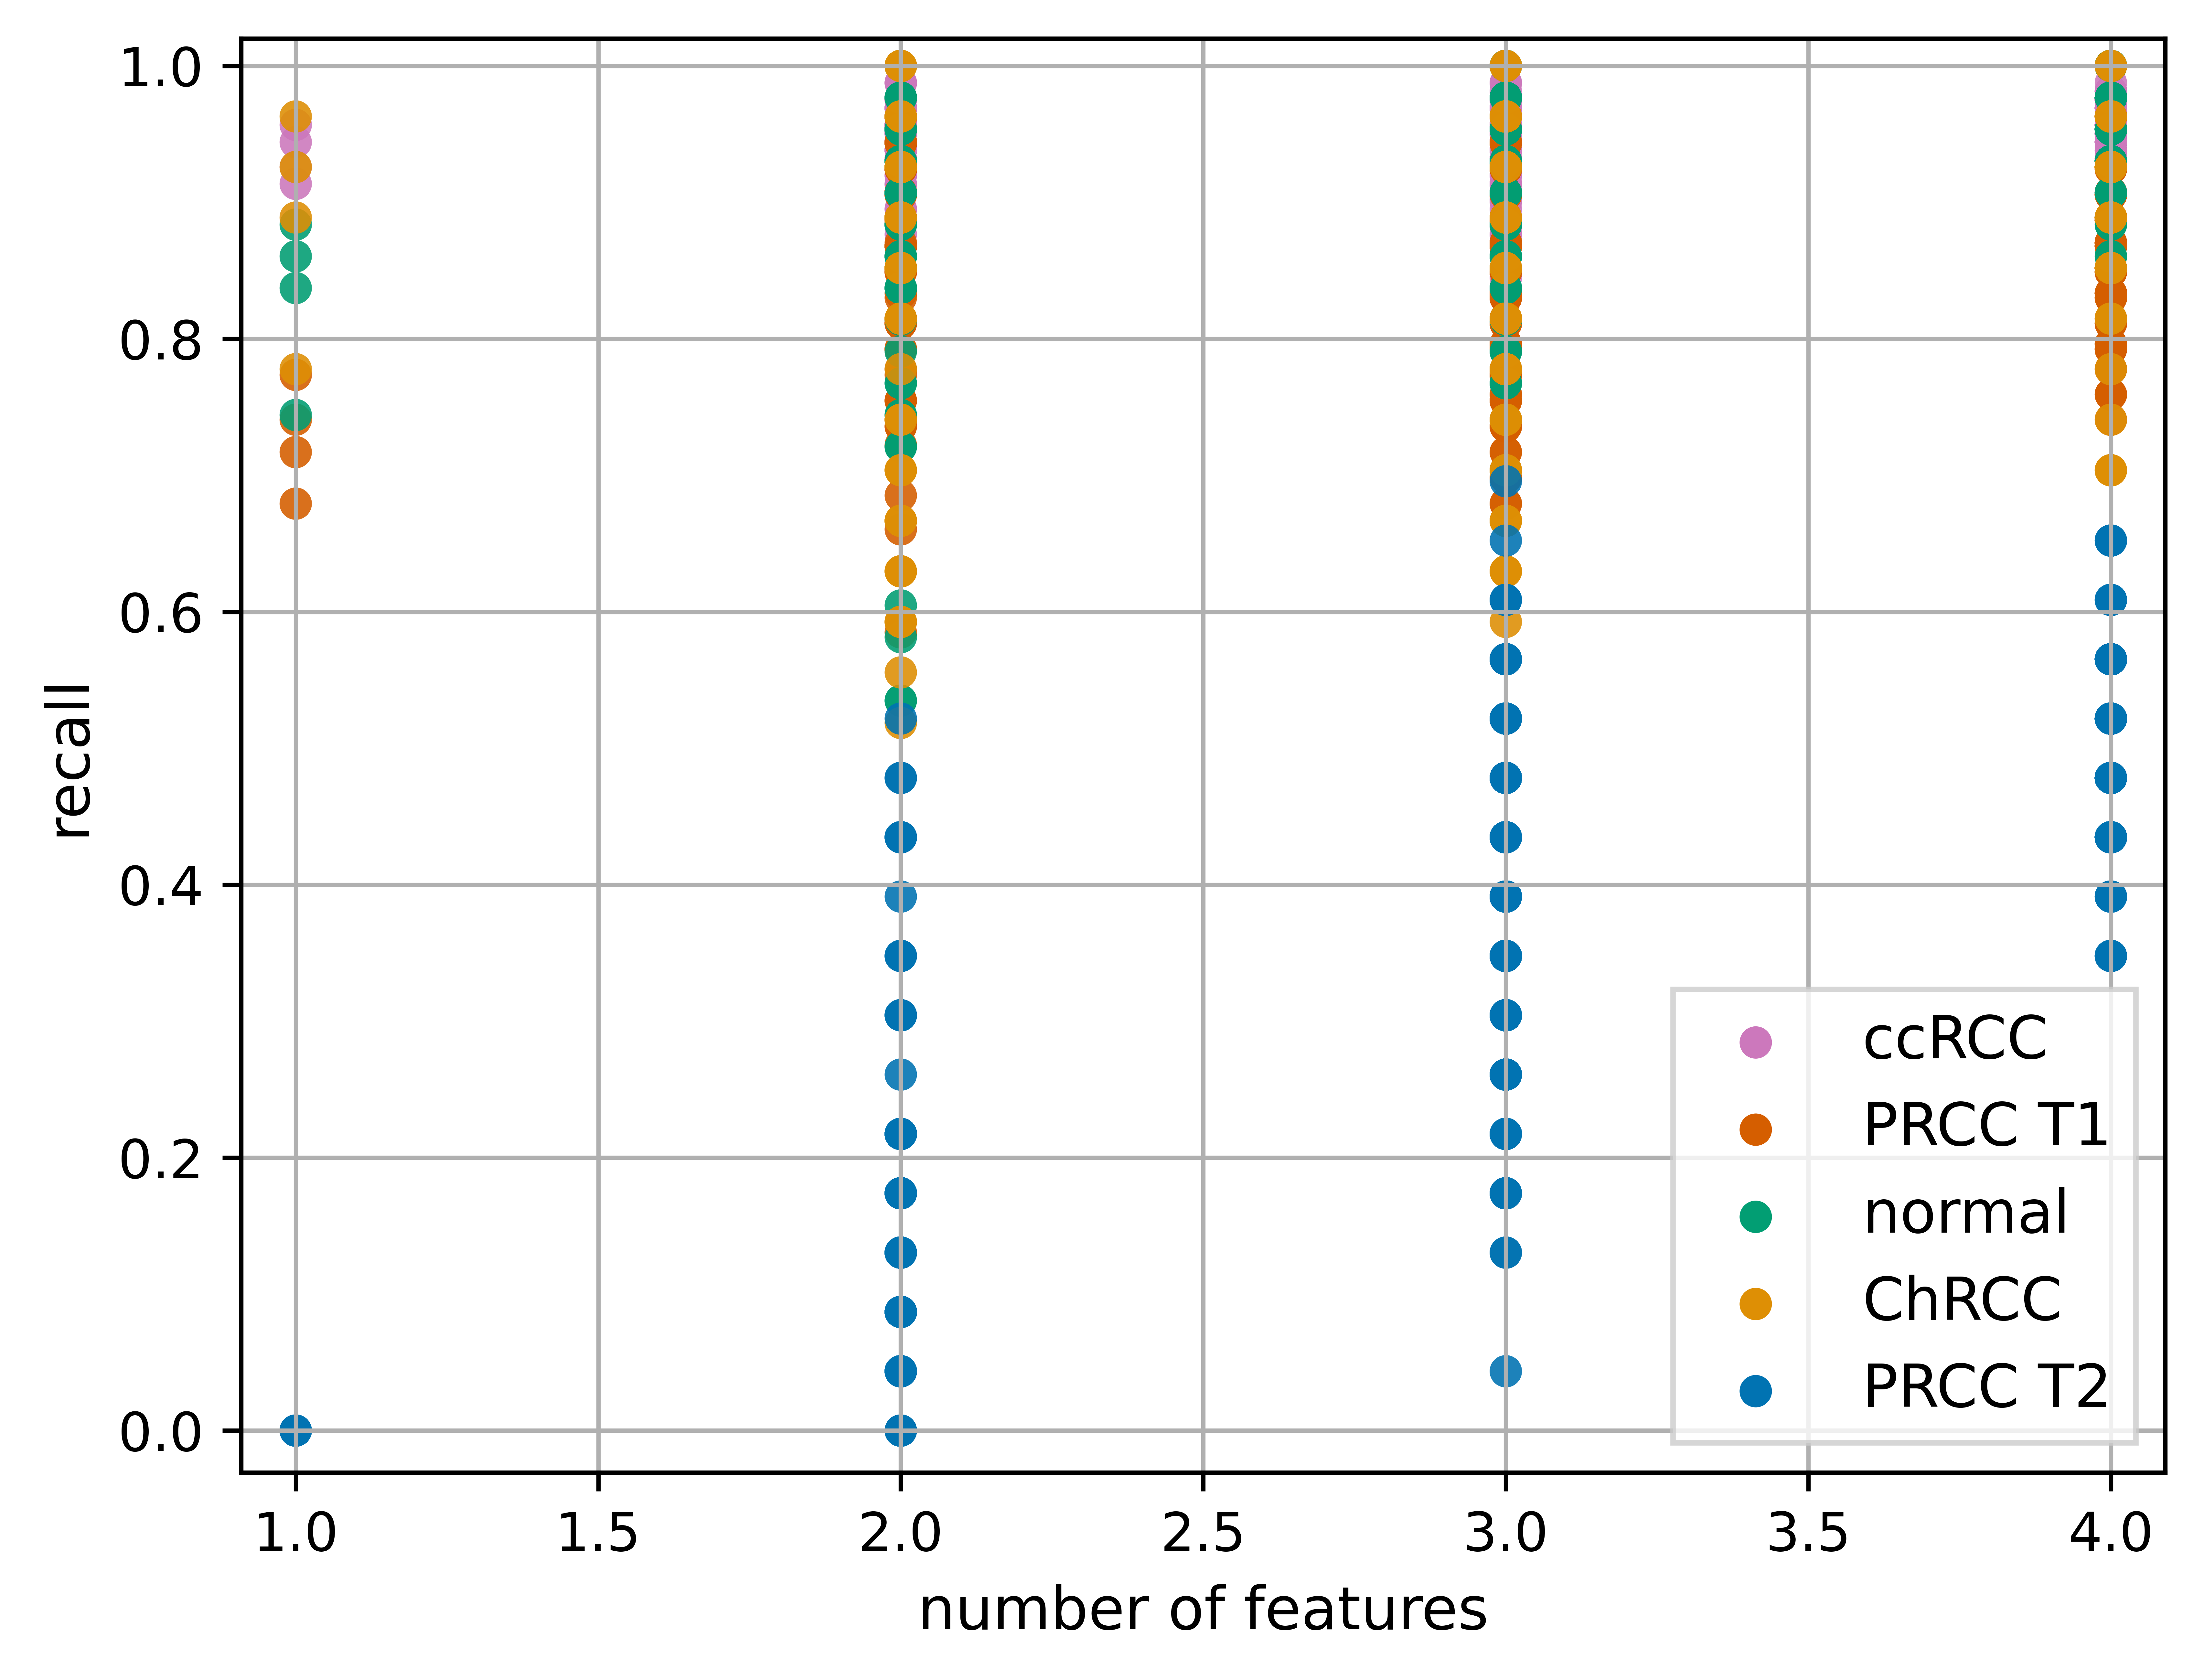 1.0
0.8
0.6
0.4
0.2
0.0
recall
ccRCC
PRCC T1
normal
ChRCC
PRCC T2
1.0 1.5 2.0 2.5 3.0 3.5 4.0
number of features